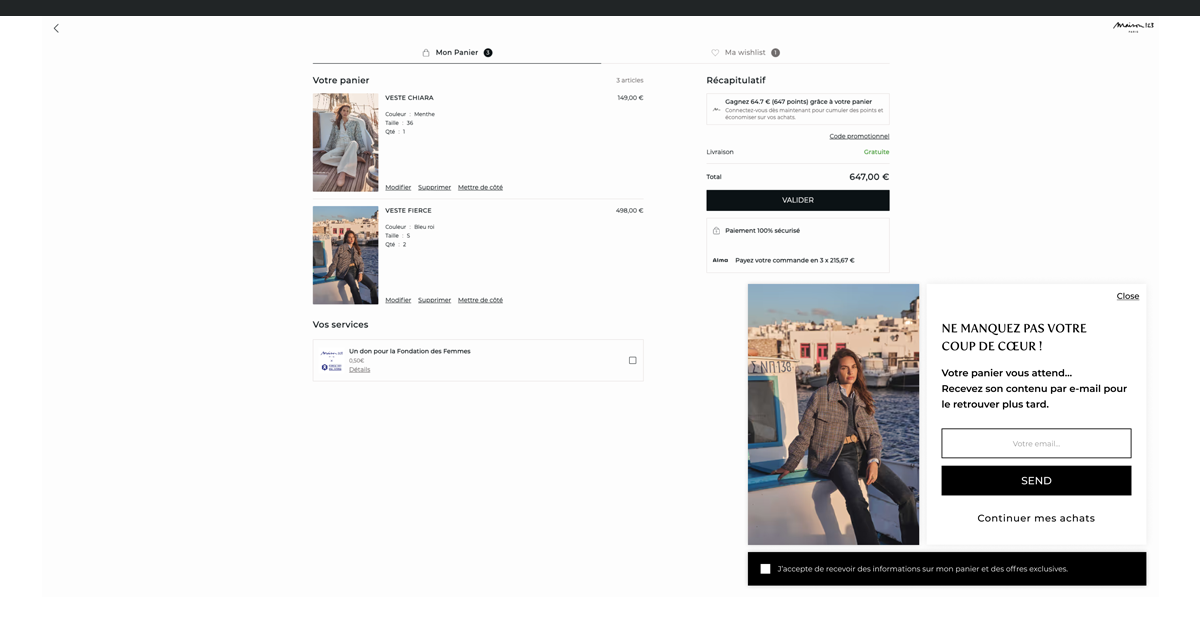 Maison 123
PARIS
Mon Panier 3
Ma wishlist 1
Votre panier
3 articles
VESTE CHIARA
149,00 €
Couleur : Menthe
Taille : 36
Qté : 1
Modifier Supprimer Mettre de côté
VESTE FIERCE
498,00 €
Couleur : Bleu roi
Taille : S
Qté : 2
Modifier Supprimer Mettre de côté
Vos services
Un don pour la Fondation des Femmes
0,50€
Détails
Récapitulatif
Gagnez 64.7 € (647 points) grâce à votre panier
Connectez-vous dès maintenant pour cumuler des points et
économiser sur vos achats.
Code promotionnel
Livraison Gratuite
Total 647,00 €
VALIDER
Paiement 100% sécurisé
Alma Payez votre commande en 3 x 215,67 €
Close
NE MANQUEZ PAS VOTRE
COUP DE CŒUR !
Votre panier vous attend...
Recevez son contenu par e-mail pour
le retrouver plus tard.
Votre email...
SEND
Continuer mes achats
ΣΝΠ-138
J'accepte de recevoir des informations sur mon panier et des offres exclusives.